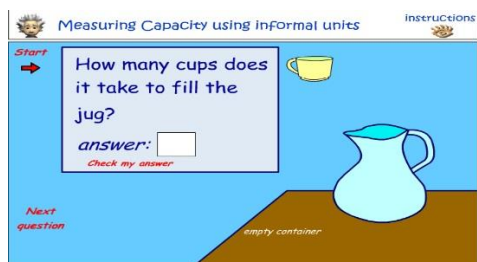 Measuring Capacity using informal units
instructions
Start
How many cups does
it take to fill the
jug?
answer:
Check my answer
Next
question
empty container